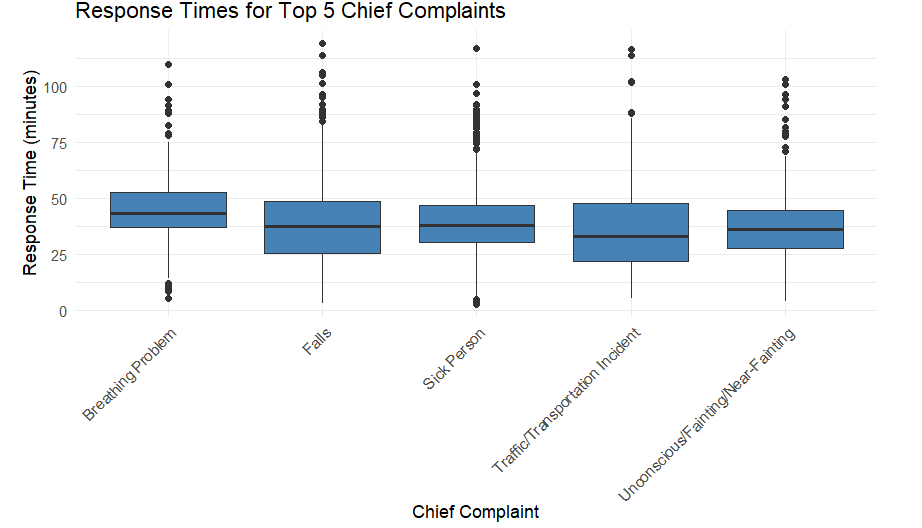 Response Times for Top 5 Chief Complaints
Response Time (minutes)
100
75
50
25
0
Breathing Problem
Falls
Sick Person
Traffic/Transportation Incident
Unconscious/Fainting/Near-Fainting
Chief Complaint